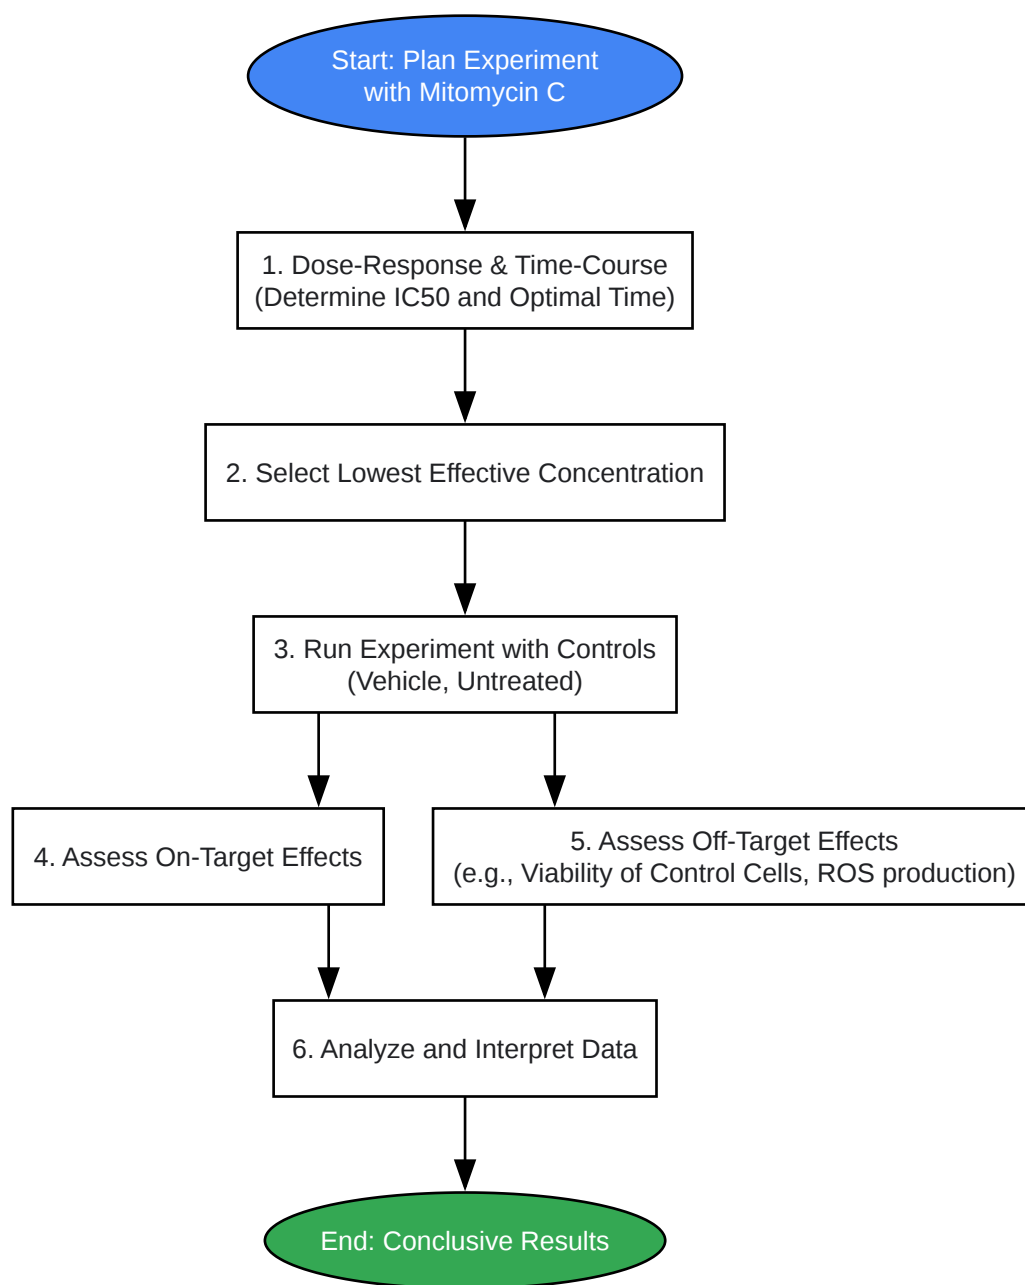 Start: Plan Experiment
with Mitomycin C
1. Dose-Response & Time-Course
(Determine IC50 and Optimal Time)
2. Select Lowest Effective Concentration
3. Run Experiment with Controls
(Vehicle, Untreated)
4. Assess On-Target Effects
5. Assess Off-Target Effects
(e.g., Viability of Control Cells, ROS production)
6. Analyze and Interpret Data
End: Conclusive Results